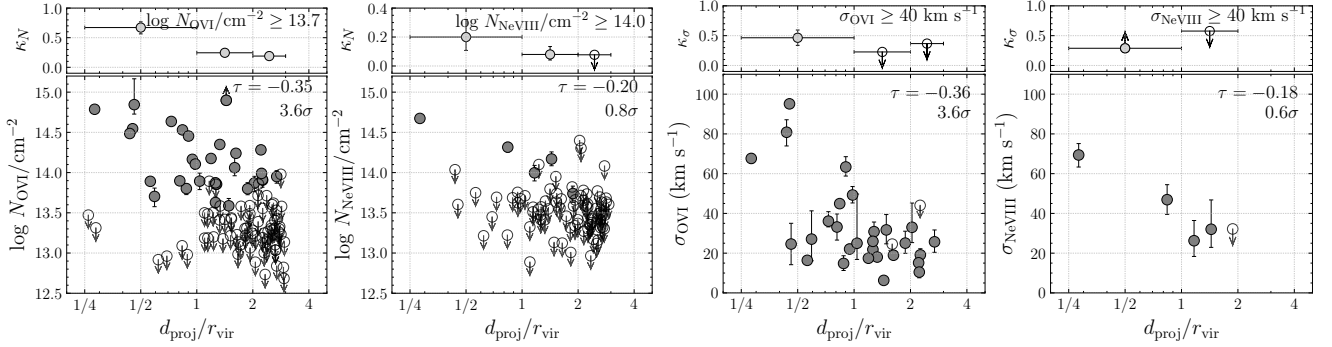 log N_OVI/cm⁻² ≥ 13.7
κ_N
0.8
0.4
0.0
τ = −0.35
3.6σ
log N_OVI/cm⁻²
15.0
14.5
14.0
13.5
13.0
12.5
1/4 1/2 1 2 4
d_proj/r_vir
log N_NeVIII/cm⁻² ≥ 14.0
κ_N
0.4
0.2
0.0
τ = −0.20
0.8σ
log N_NeVIII/cm⁻²
15.0
14.5
14.0
13.5
13.0
12.5
1/4 1/2 1 2 4
d_proj/r_vir
σ_OVI ≥ 40 km s⁻¹
κ_σ
1.0
0.5
0.0
τ = −0.36
3.6σ
σ_OVI (km s⁻¹)
100
80
60
40
20
0
1/4 1/2 1 2 4
d_proj/r_vir
σ_NeVIII ≥ 40 km s⁻¹
κ_σ
1.0
0.5
0.0
τ = −0.18
0.6σ
σ_NeVIII (km s⁻¹)
100
80
60
40
20
0
1/4 1/2 1 2 4
d_proj/r_vir